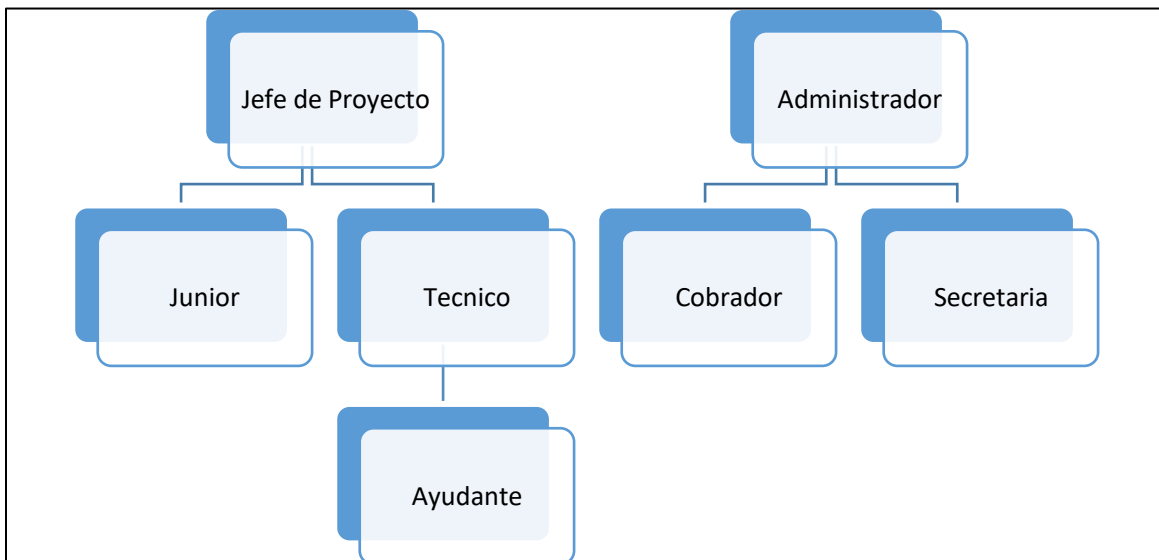 Jefe de Proyecto
Administrador
Junior
Tecnico
Cobrador
Secretaria
Ayudante